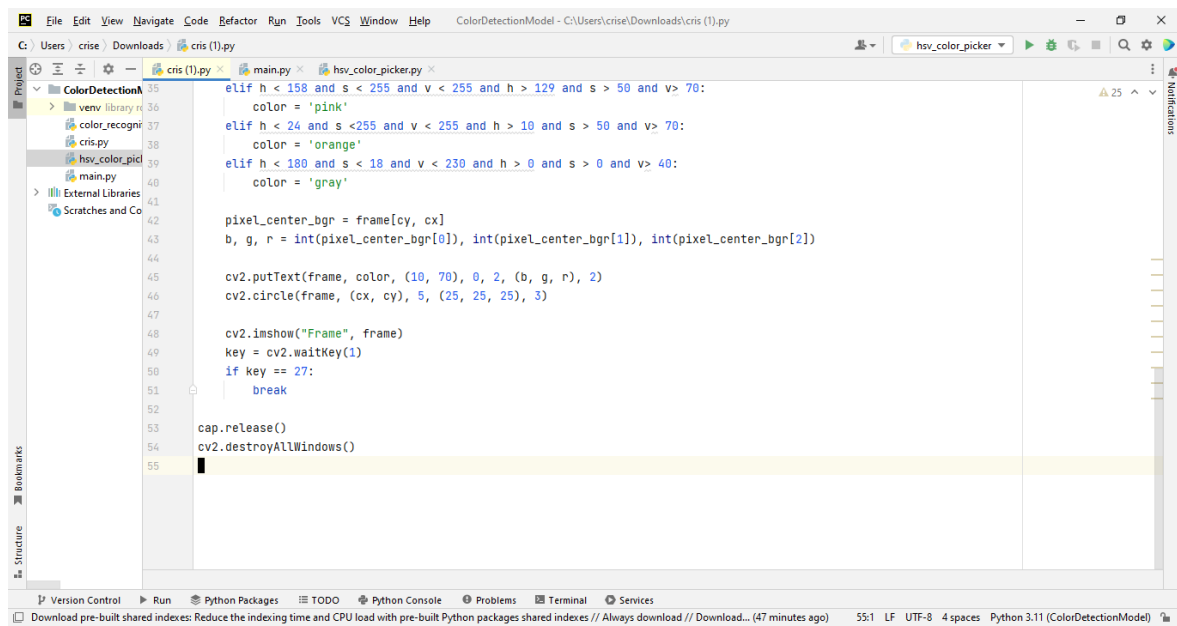 PC File Edit View Navigate Code Refactor Run Tools VCS Window Help ColorDetectionModel - C:\Users\crise\Downloads\cris (1).py
C: Users crise Downloads cris (1).py hsv_color_picker
Project cris (1).py main.py hsv_color_picker.py
ColorDetectionM
venv library r
color_recogni
cris.py
hsv_color_picl
main.py
External Libraries
Scratches and Co
35 elif h < 158 and s < 255 and v < 255 and h > 129 and s > 50 and v> 70:
36 color = 'pink'
37 elif h < 24 and s <255 and v < 255 and h > 10 and s > 50 and v> 70:
38 color = 'orange'
39 elif h < 180 and s < 18 and v < 230 and h > 0 and s > 0 and v> 40:
40 color = 'gray'
41
42 pixel_center_bgr = frame[cy, cx]
43 b, g, r = int(pixel_center_bgr[0]), int(pixel_center_bgr[1]), int(pixel_center_bgr[2])
44
45 cv2.putText(frame, color, (10, 70), 0, 2, (b, g, r), 2)
46 cv2.circle(frame, (cx, cy), 5, (25, 25, 25), 3)
47
48 cv2.imshow("Frame", frame)
49 key = cv2.waitKey(1)
50 if key == 27:
51 break
52
53 cap.release()
54 cv2.destroyAllWindows()
55
25
Notifications
Bookmarks
Structure
Version Control Run Python Packages TODO Python Console Problems Terminal Services
Download pre-built shared indexes: Reduce the indexing time and CPU load with pre-built Python packages shared indexes // Always download // Download... (47 minutes ago) 55:1 LF UTF-8 4 spaces Python 3.11 (ColorDetectionModel)